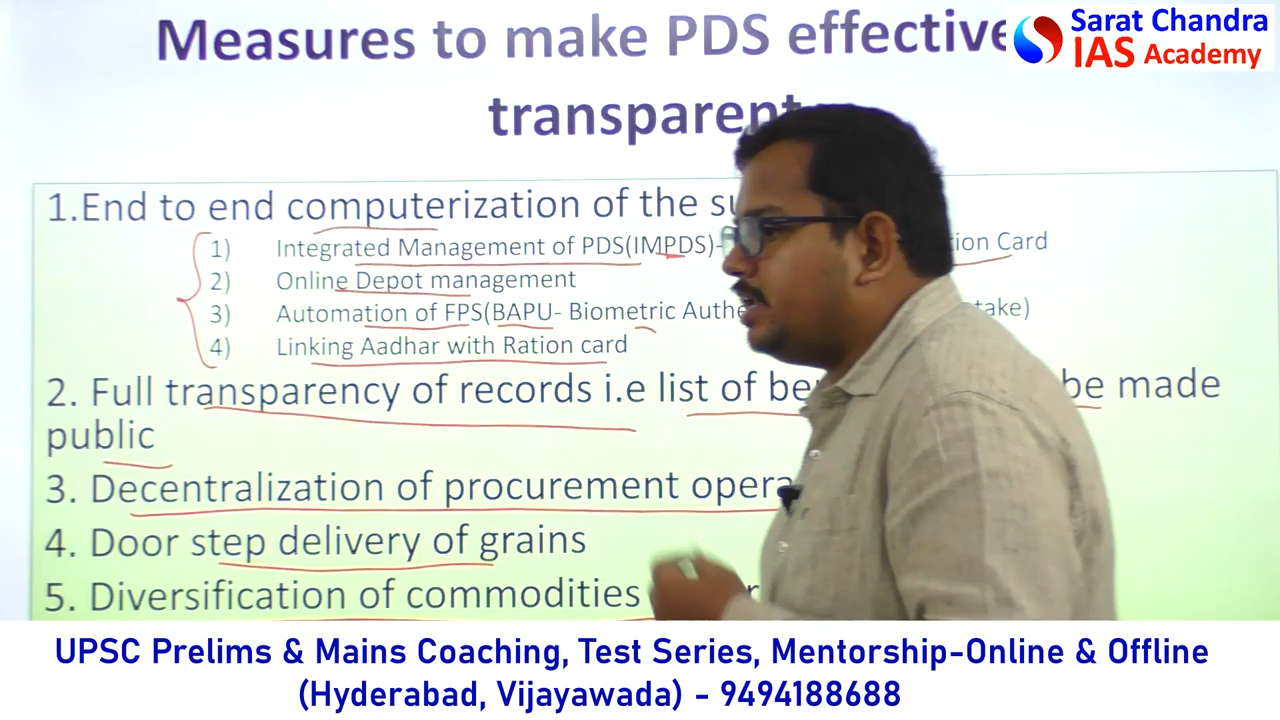 Measures to make PDS effective
transparent
Sarat Chandra
IAS Academy
1.End to end computerization of the su
1) Integrated Management of PDS(IMPDS)- tion Card
2) Online Depot management
3) Automation of FPS(BAPU- Biometric Authe take)
4) Linking Aadhar with Ration card
2. Full transparency of records i.e list of be be made
public
3. Decentralization of procurement opera
4. Door step delivery of grains
5. Diversification of commodities
UPSC Prelims & Mains Coaching, Test Series, Mentorship-Online & Offline
(Hyderabad, Vijayawada) - 9494188688